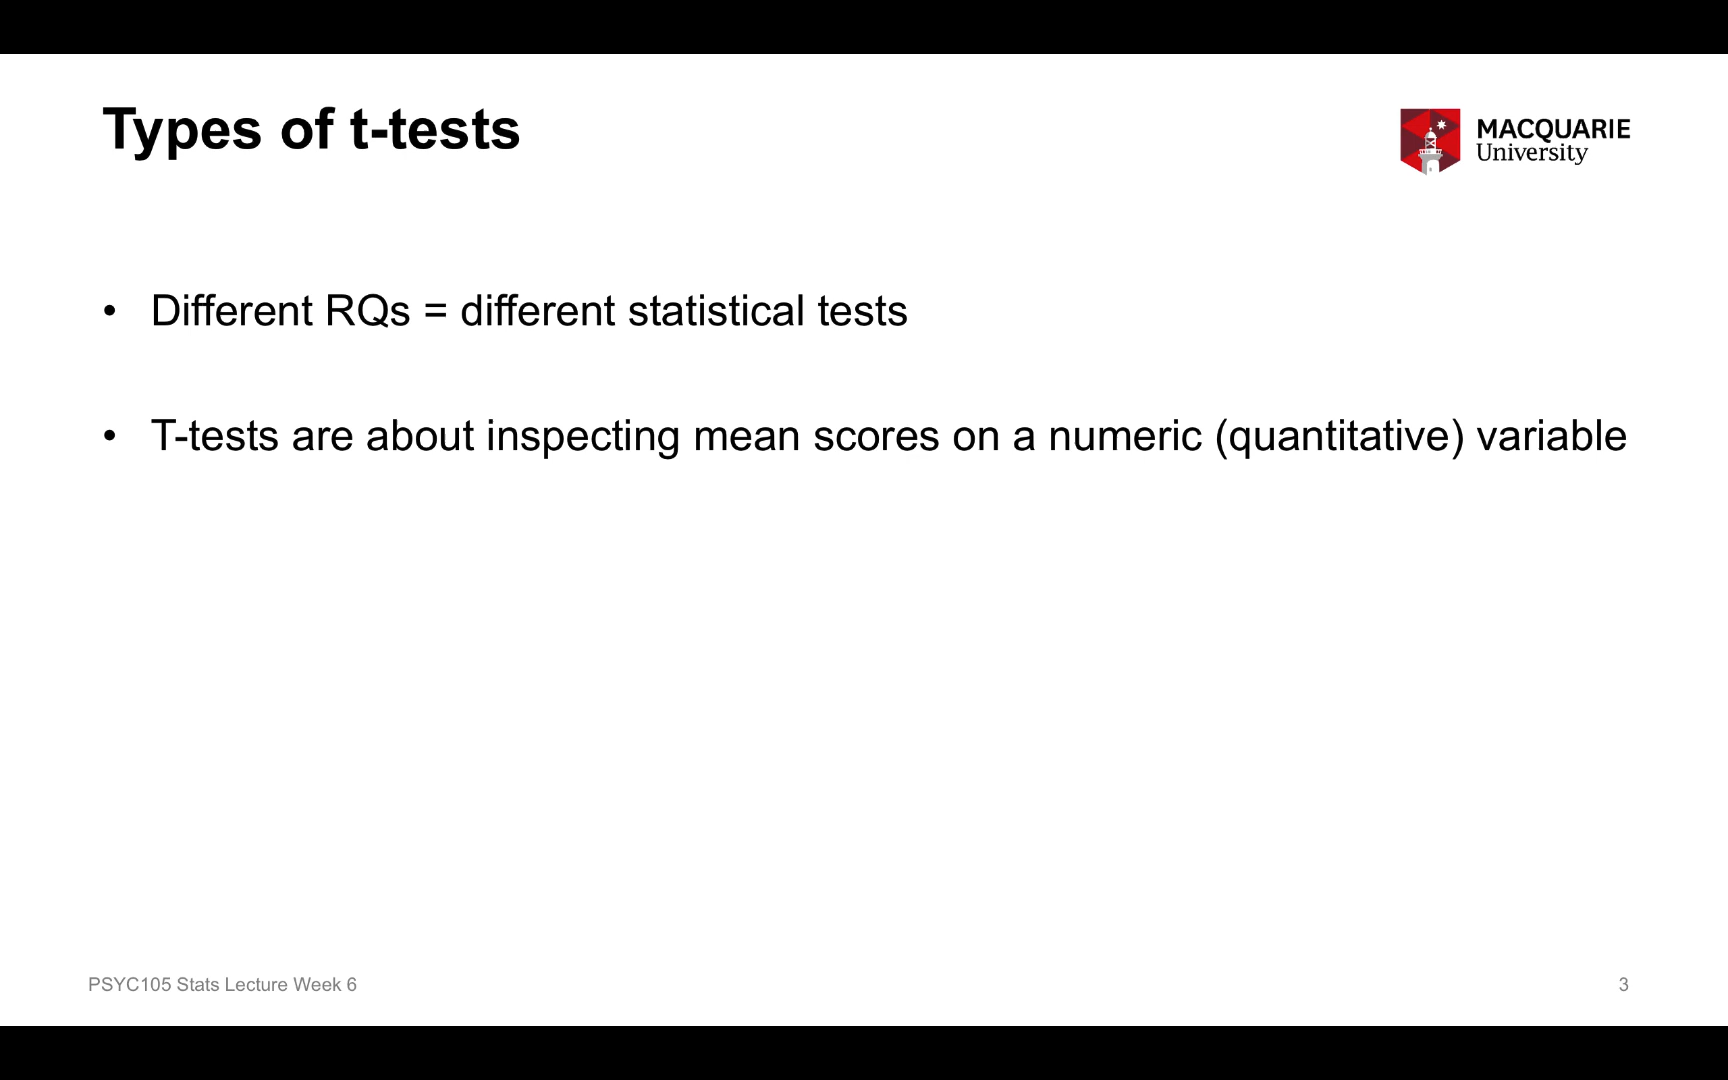 Types of t-tests
MACQUARIE
University
• Different RQs = different statistical tests
• T-tests are about inspecting mean scores on a numeric (quantitative) variable
PSYC105 Stats Lecture Week 6
3